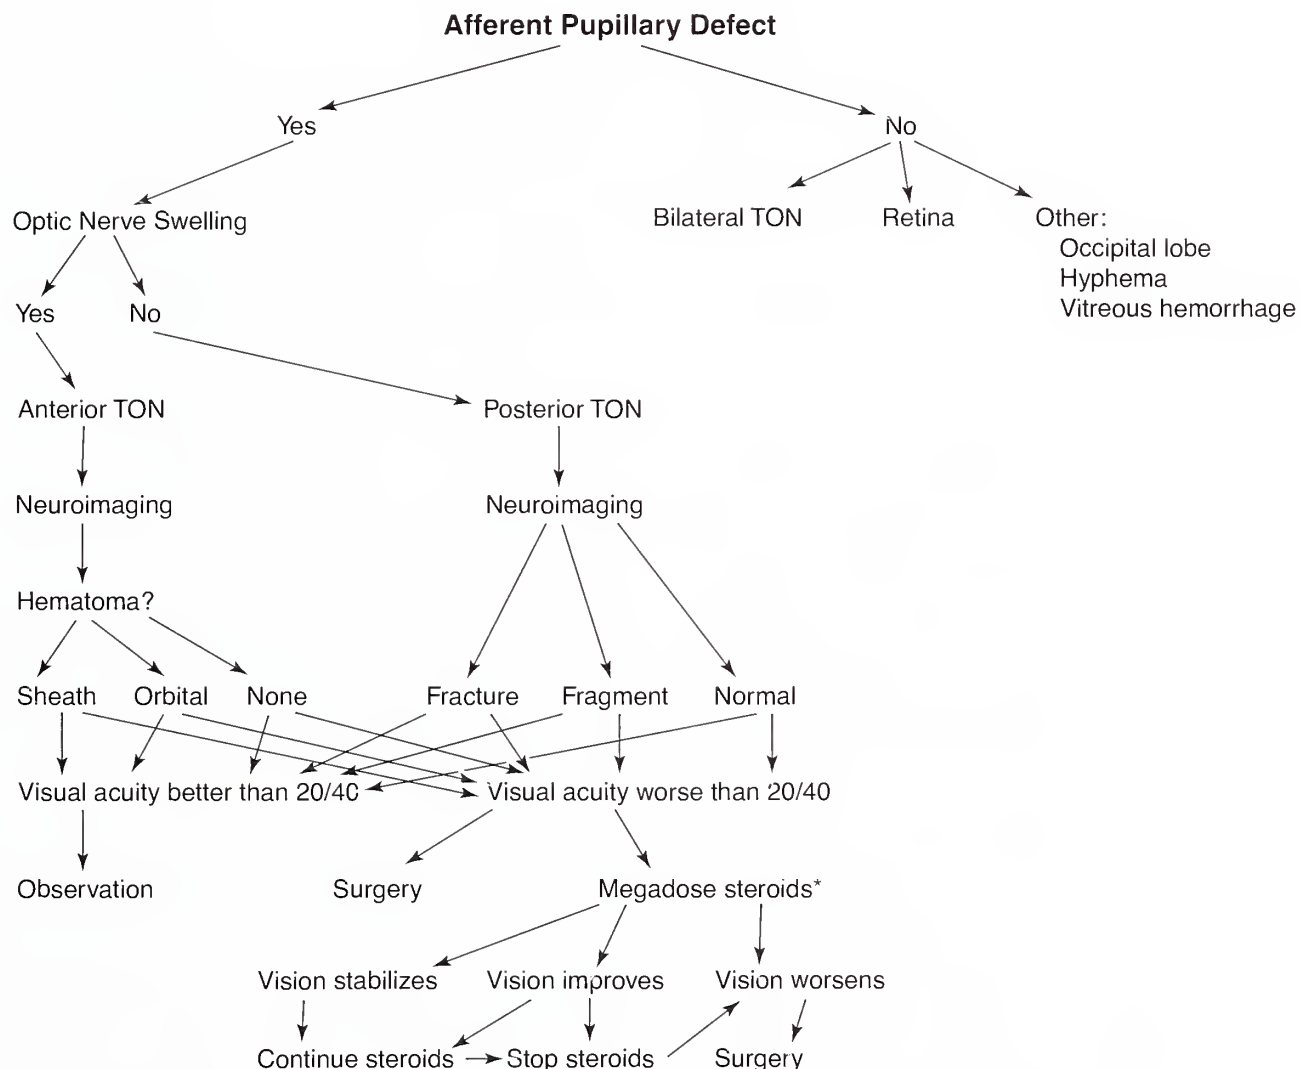 Afferent Pupillary Defect
Yes
No
Optic Nerve Swelling
Bilateral TON
Retina
Other:
Occipital lobe
Hyphema
Vitreous hemorrhage
Yes
No
Anterior TON
Posterior TON
Neuroimaging
Neuroimaging
Hematoma?
Sheath
Orbital
None
Fracture
Fragment
Normal
Visual acuity better than 20/40
Visual acuity worse than 20/40
Observation
Surgery
Megadose steroids*
Vision stabilizes
Vision improves
Vision worsens
Continue steroids
Stop steroids
Surgery